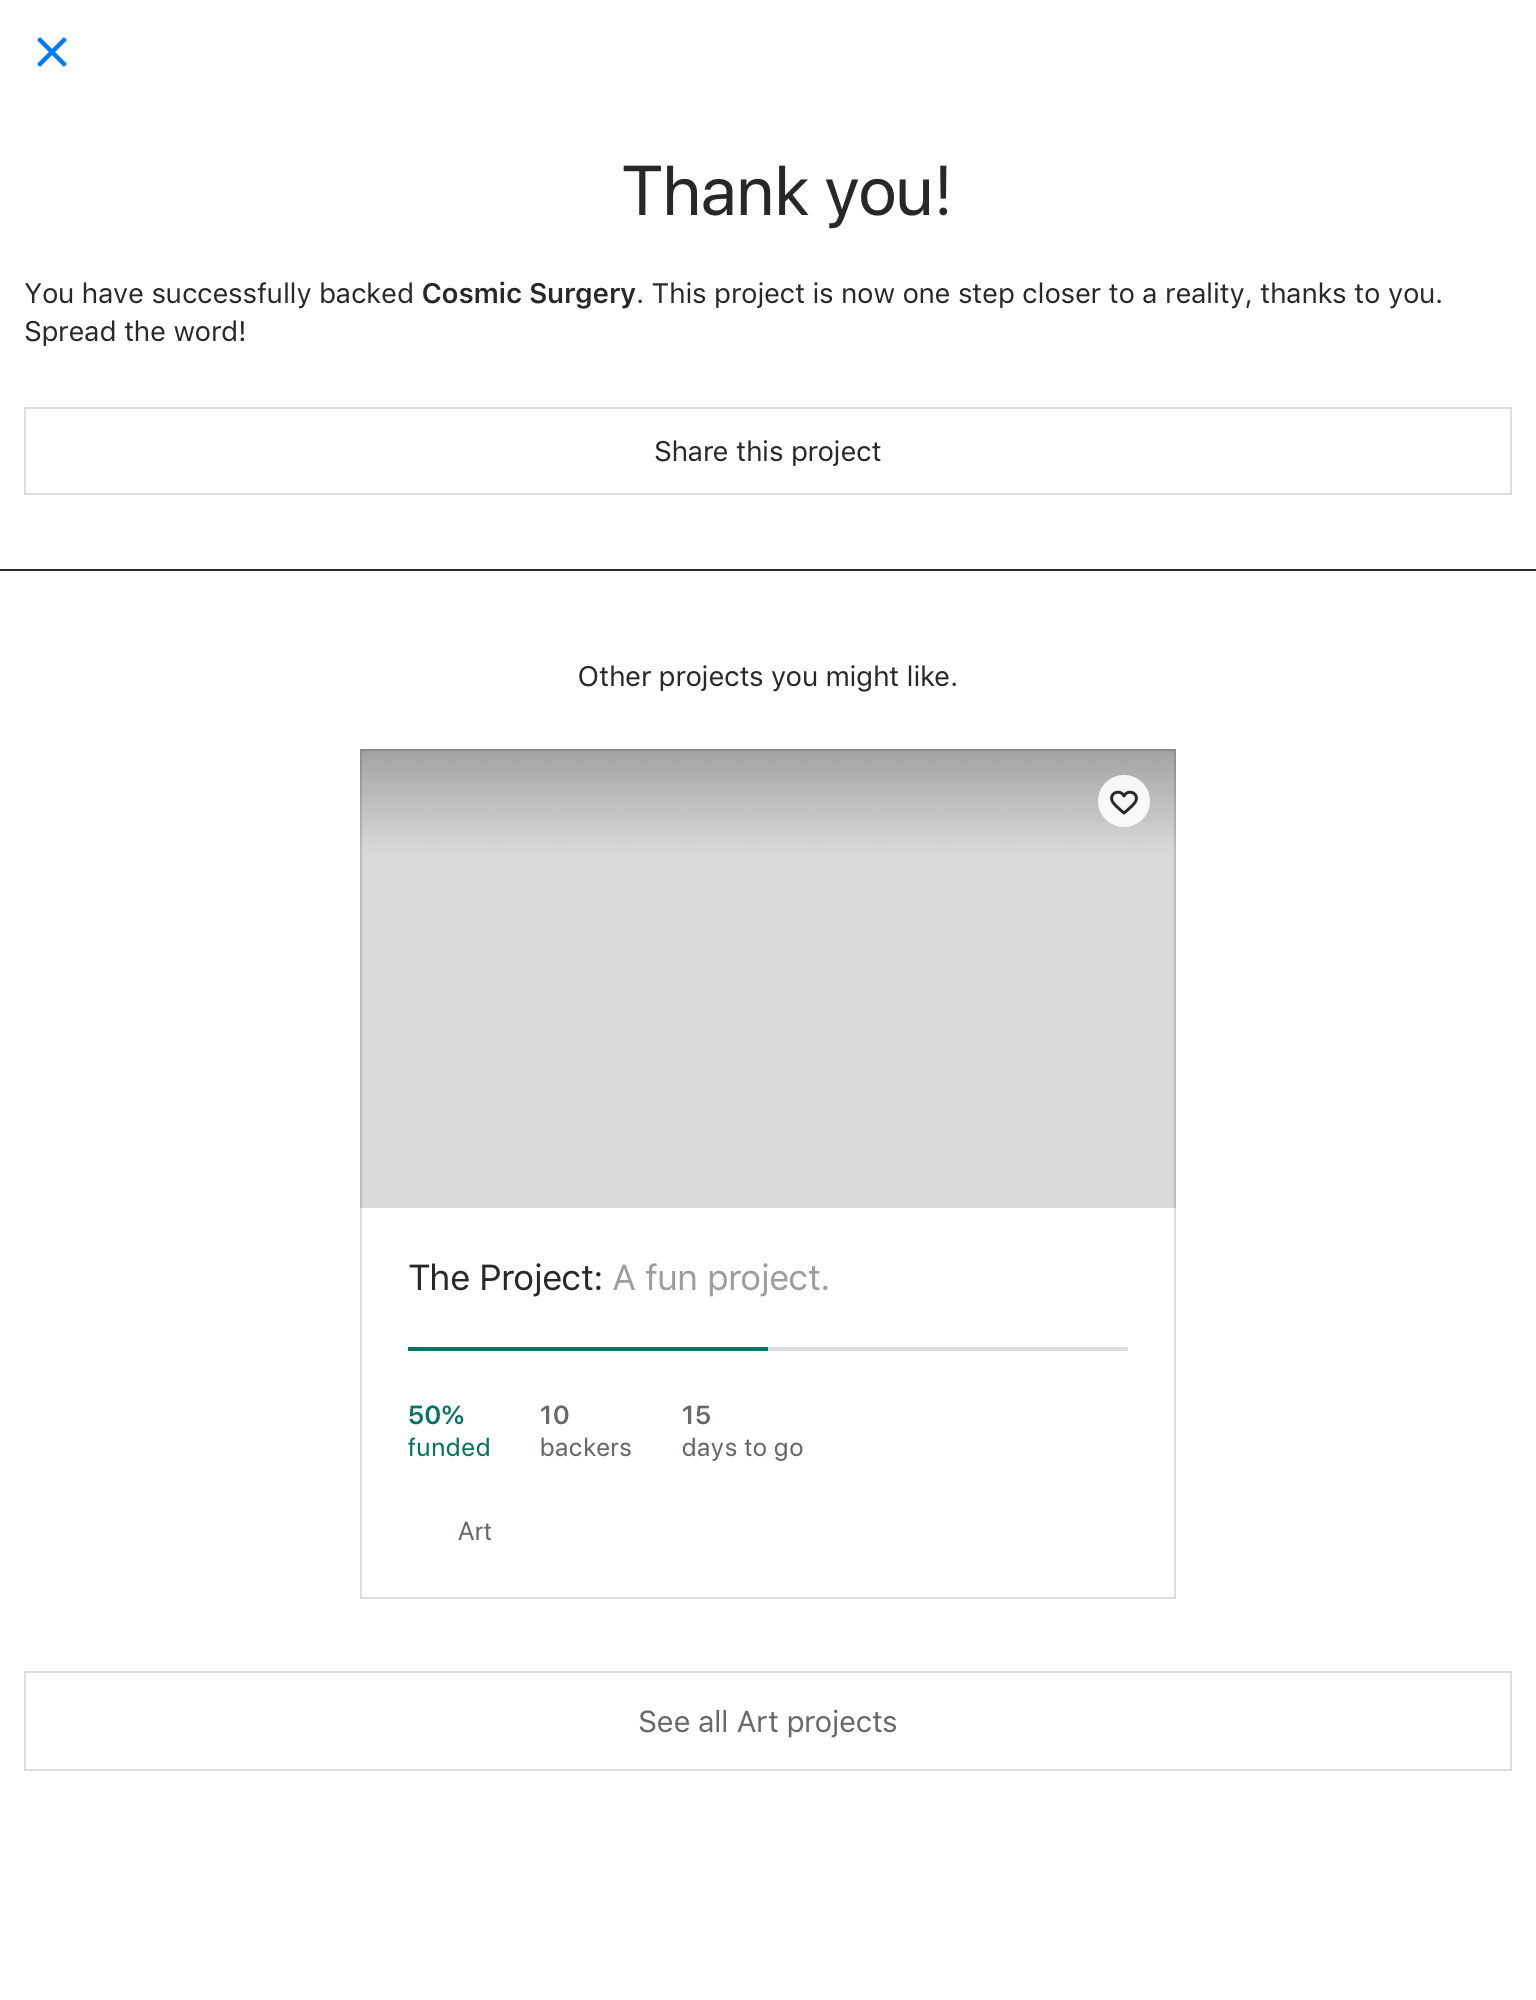 Thank you!
You have successfully backed Cosmic Surgery. This project is now one step closer to a reality, thanks to you.
Spread the word!
Share this project
Other projects you might like.
The Project: A fun project.
50% 10 15
funded backers days to go
Art
See all Art projects